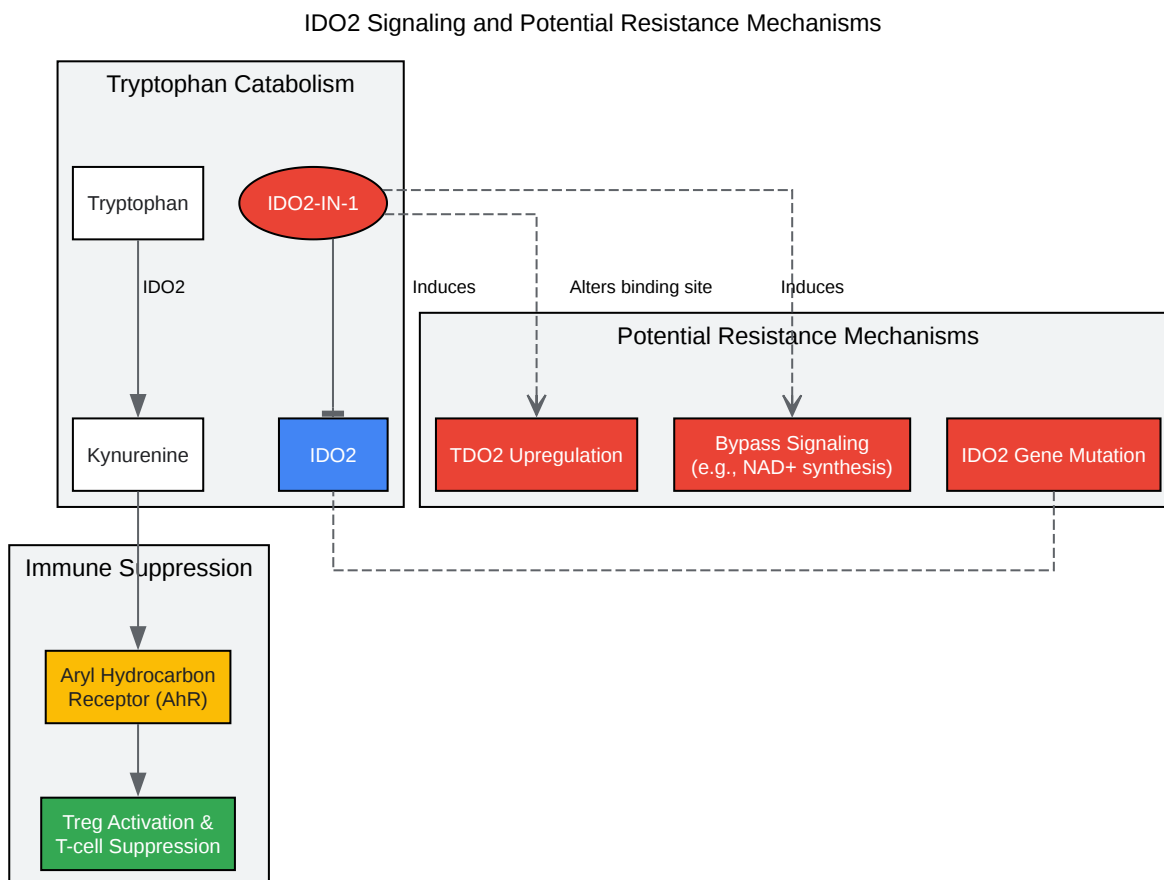 IDO2 Signaling and Potential Resistance Mechanisms
Tryptophan Catabolism
Tryptophan
IDO2-IN-1
IDO2
Induces
Alters binding site
Induces
Potential Resistance Mechanisms
Kynurenine
IDO2
TDO2 Upregulation
Bypass Signaling
(e.g., NAD+ synthesis)
IDO2 Gene Mutation
Immune Suppression
Aryl Hydrocarbon
Receptor (AhR)
Treg Activation &
T-cell Suppression